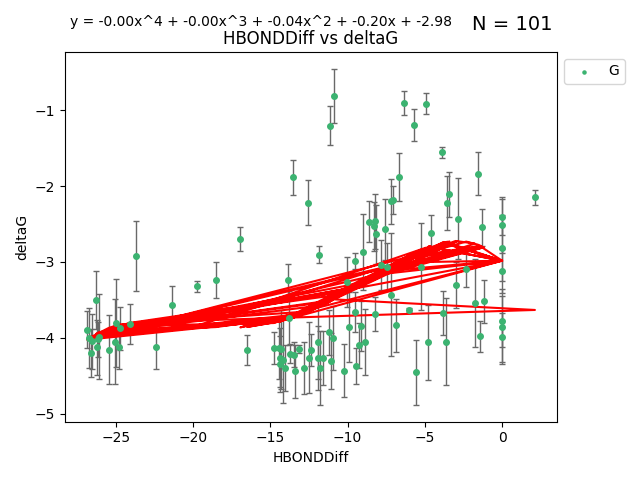 y = -0.00x^4 + -0.00x^3 + -0.04x^2 + -0.20x + -2.98
N = 101
HBONDDiff vs deltaG
G
−1
−2
−3
−4
−5
deltaG
−25 −20 −15 −10 −5 0
HBONDDiff